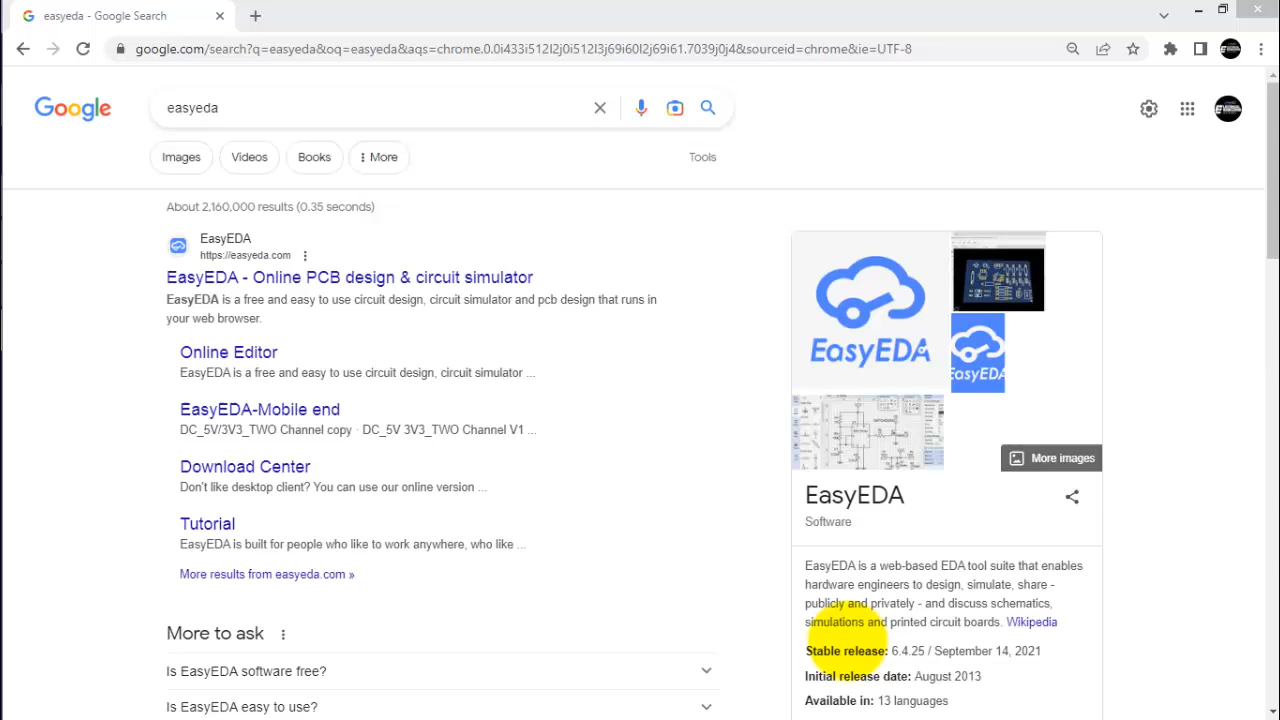 easyeda - Google Search
google.com/search?q=easyeda&oq=easyeda&aqs=chrome.0.0i433i512l2j0i512l3j69i60l2j69i61.7039j0j4&sourceid=chrome&ie=UTF-8
Google
easyeda
Images
Videos
Books
More
Tools
About 2,160,000 results (0.35 seconds)
EasyEDA
https://easyeda.com
EasyEDA - Online PCB design & circuit simulator
EasyEDA is a free and easy to use circuit design, circuit simulator and pcb design that runs in
your web browser.
Online Editor
EasyEDA is a free and easy to use circuit design, circuit simulator ...
EasyEDA-Mobile end
DC_5V/3V3_TWO Channel copy · DC_5V 3V3_TWO Channel V1 ...
Download Center
Don't like desktop client? You can use our online version ...
Tutorial
EasyEDA is built for people who like to work anywhere, who like ...
More results from easyeda.com »
More to ask
Is EasyEDA software free?
Is EasyEDA easy to use?
EasyEDA
EasyEDA
More images
EasyEDA
Software
EasyEDA is a web-based EDA tool suite that enables
hardware engineers to design, simulate, share -
publicly and privately - and discuss schematics,
simulations and printed circuit boards. Wikipedia
Stable release: 6.4.25 / September 14, 2021
Initial release date: August 2013
Available in: 13 languages